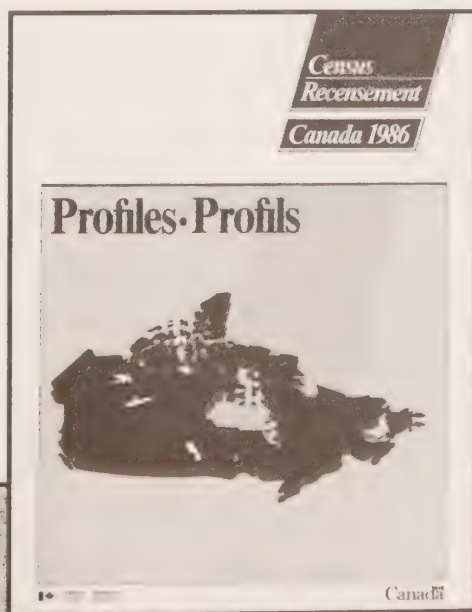 Census
Recensement
Canada 1986
Profiles • Profils
Canada